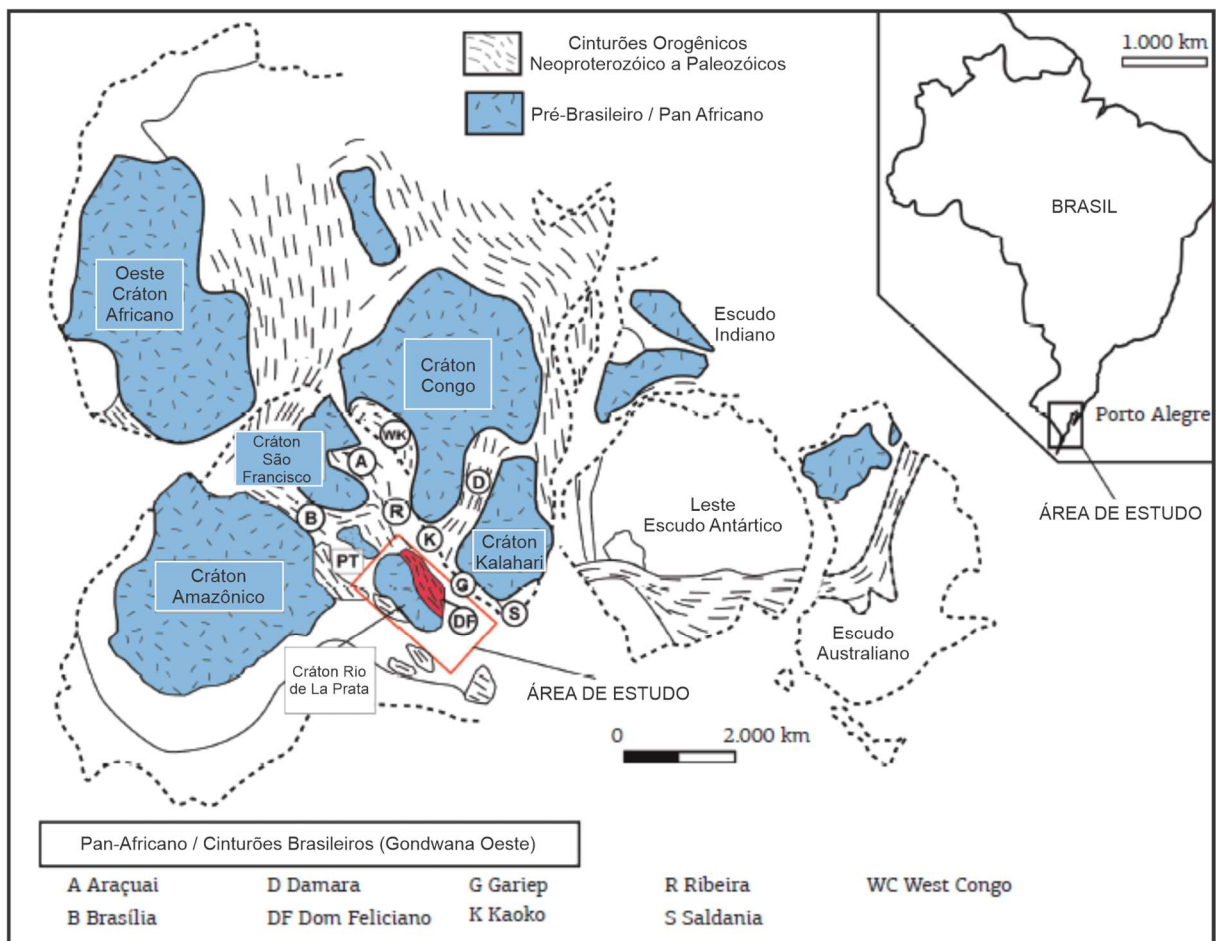 Cinturões Orogênicos
Neoproterozóico a Paleozóicos
Pré-Brasileiro / Pan Africano
1.000 km
BRASIL
Porto Alegre
ÁREA DE ESTUDO
Oeste
Cráton
Africano
Cráton
Congo
Escudo
Indiano
Cráton
São
Francisco
WK
A
D
B
R
K
PT
Cráton
Amazônico
Cráton
Kalahari
G
DF
S
Leste
Escudo Antártico
Escudo
Australiano
Cráton Rio
de La Prata
ÁREA DE ESTUDO
0
2.000 km
Pan-Africano / Cinturões Brasileiros (Gondwana Oeste)
A Araçuai
D Damara
G Gariep
R Ribeira
WC West Congo
B Brasília
DF Dom Feliciano
K Kaoko
S Saldania